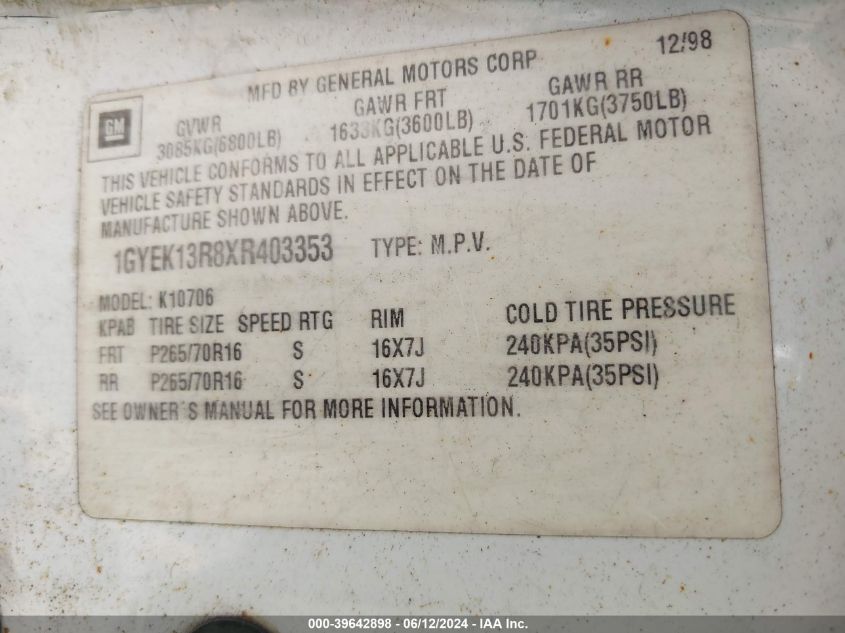 12/98
MFD BY GENERAL MOTORS CORP
GM
GVWR GAWR FRT GAWR RR
3085KG(6800LB) 1633KG(3600LB) 1701KG(3750LB)
THIS VEHICLE CONFORMS TO ALL APPLICABLE U.S. FEDERAL MOTOR
VEHICLE SAFETY STANDARDS IN EFFECT ON THE DATE OF
MANUFACTURE SHOWN ABOVE.
1GYEK13R8XR403353 TYPE: M.P.V.
MODEL: K10706
KPAB TIRE SIZE SPEED RTG RIM COLD TIRE PRESSURE
FRT P265/70R16 S 16X7J 240KPA(35PSI)
RR P265/70R16 S 16X7J 240KPA(35PSI)
SEE OWNER'S MANUAL FOR MORE INFORMATION.
000-39642898 - 06/12/2024 - IAA Inc.